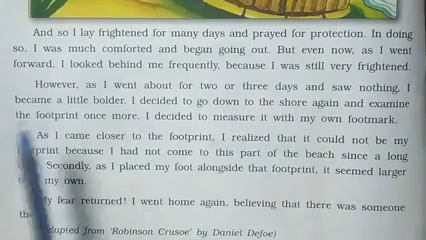 And so I lay frightened for many days and prayed for protection. In doing
so, I was much comforted and began going out. But even now, as I went
forward. I looked behind me frequently, because I was still very frightened.
However, as I went about for two or three days and saw nothing, I
became a little bolder. I decided to go down to the shore again and examine
the footprint once more. I decided to measure it with my own footmark.
As I came closer to the footprint, I realized that it could not be my
because I had not come to this part of the beach since a long
Secondly, as I placed my foot alongside that footprint, it seemed larger
my own.
fear returned! I went home again, believing that there was someone
from 'Robinson Crusoe' by Daniel Defoe)